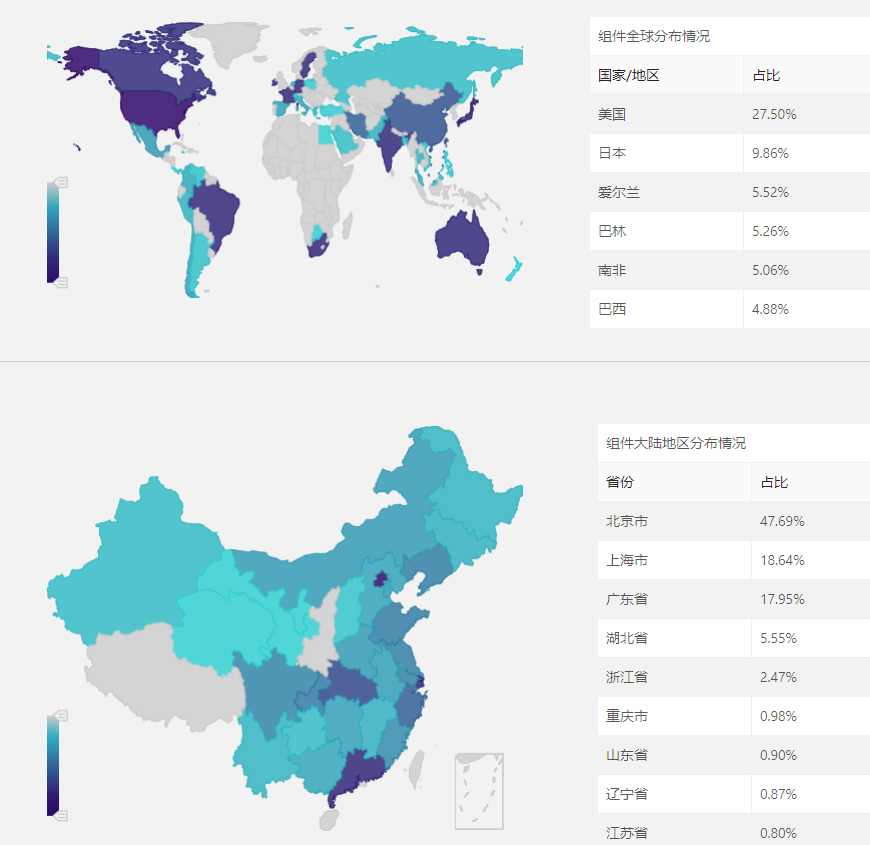 组件全球分布情况
国家/地区 占比
美国 27.50%
日本 9.86%
爱尔兰 5.52%
巴林 5.26%
南非 5.06%
巴西 4.88%
组件大陆地区分布情况
省份 占比
北京市 47.69%
上海市 18.64%
广东省 17.95%
湖北省 5.55%
浙江省 2.47%
重庆市 0.98%
山东省 0.90%
辽宁省 0.87%
江苏省 0.80%